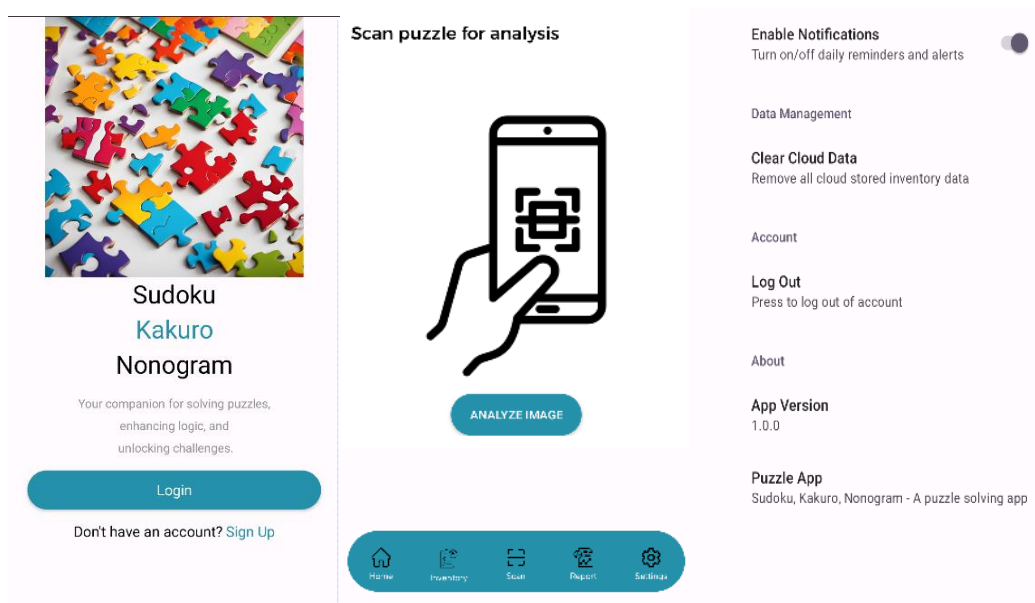 Sudoku
Kakuro
Nonogram
Your companion for solving puzzles,
enhancing logic, and
unlocking challenges.
Login
Don't have an account? Sign Up
Scan puzzle for analysis
ANALYZE IMAGE
Home Inventory Scan Report Settings
Enable Notifications
Turn on/off daily reminders and alerts
Data Management
Clear Cloud Data
Remove all cloud stored inventory data
Account
Log Out
Press to log out of account
About
App Version
1.0.0
Puzzle App
Sudoku, Kakuro, Nonogram - A puzzle solving app